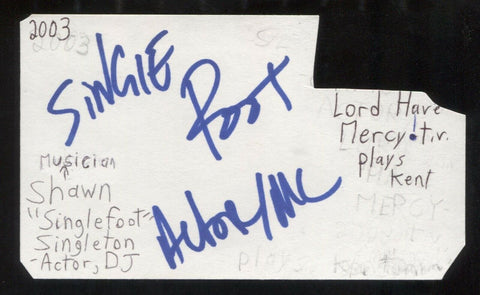 2003
SINGLE
Foot
Actor/MC
Musician
Shawn
"Singlefoot"
Singleton
-Actor, DJ
Lord Have
Mercy! t.v.
plays
Kent